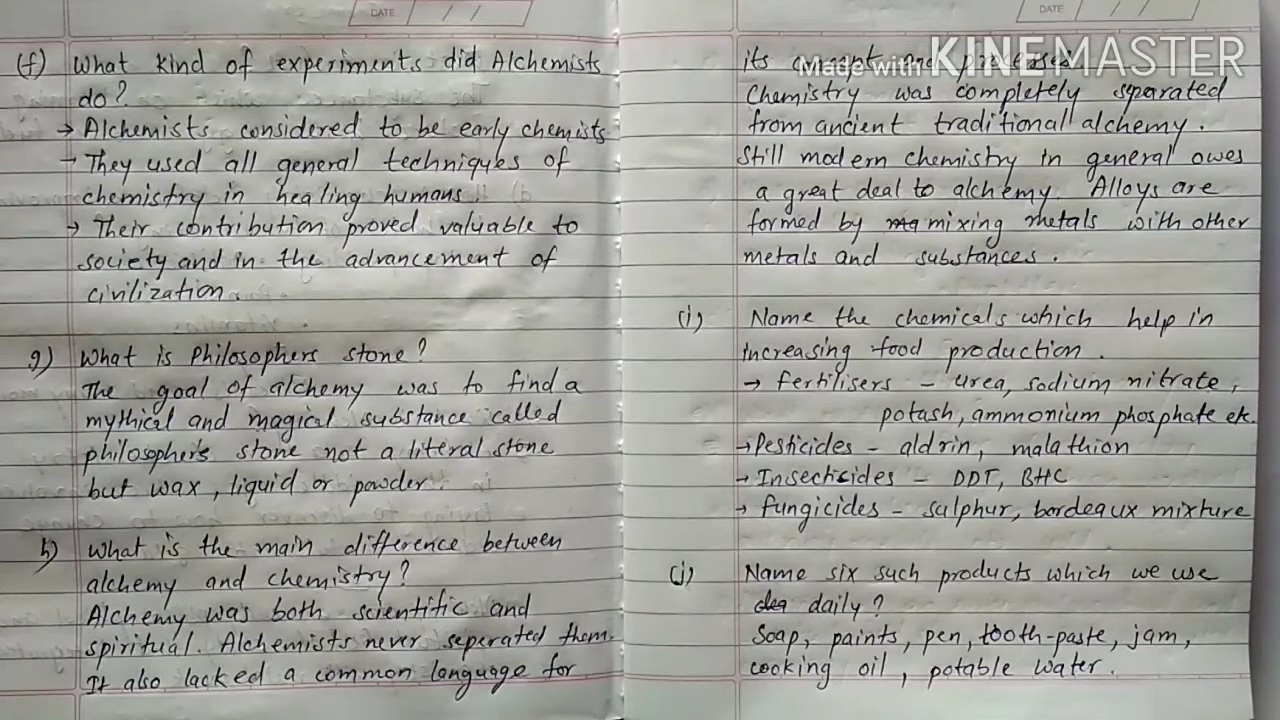 DATE / /
(f) What kind of experiments did Alchemists
do?
→ Alchemists considered to be early chemists
→ They used all general techniques of
chemistry in healing humans.
→ Their contribution proved valuable to
society and in the advancement of
civilization.
g) What is Philosophers stone?
The goal of alchemy was to find a
mythical and magical substance called
philosopher's stone not a literal stone
but wax, liquid or powder.
h) What is the main difference between
alchemy and chemistry?
Alchemy was both scientific and
spiritual. Alchemists never seperated them.
It also lacked a common language for
DATE / /
Made with KINEMASTER
its concept and processes
Chemistry was completely separated
from ancient traditional alchemy.
Still modern chemistry in general owes
a great deal to alchemy. Alloys are
formed by mixing metals with other
metals and substances.
(i) Name the chemicals which help in
increasing food production.
→ fertilisers - urea, sodium nitrate,
potash, ammonium phosphate etc.
→ Pesticides - aldrin, malathion
→ Insecticides - DDT, BHC
→ fungicides - sulphur, bordeaux mixture
(j) Name six such products which we use
daily?
Soap, paints, pen, tooth-paste, jam,
cooking oil, potable water.